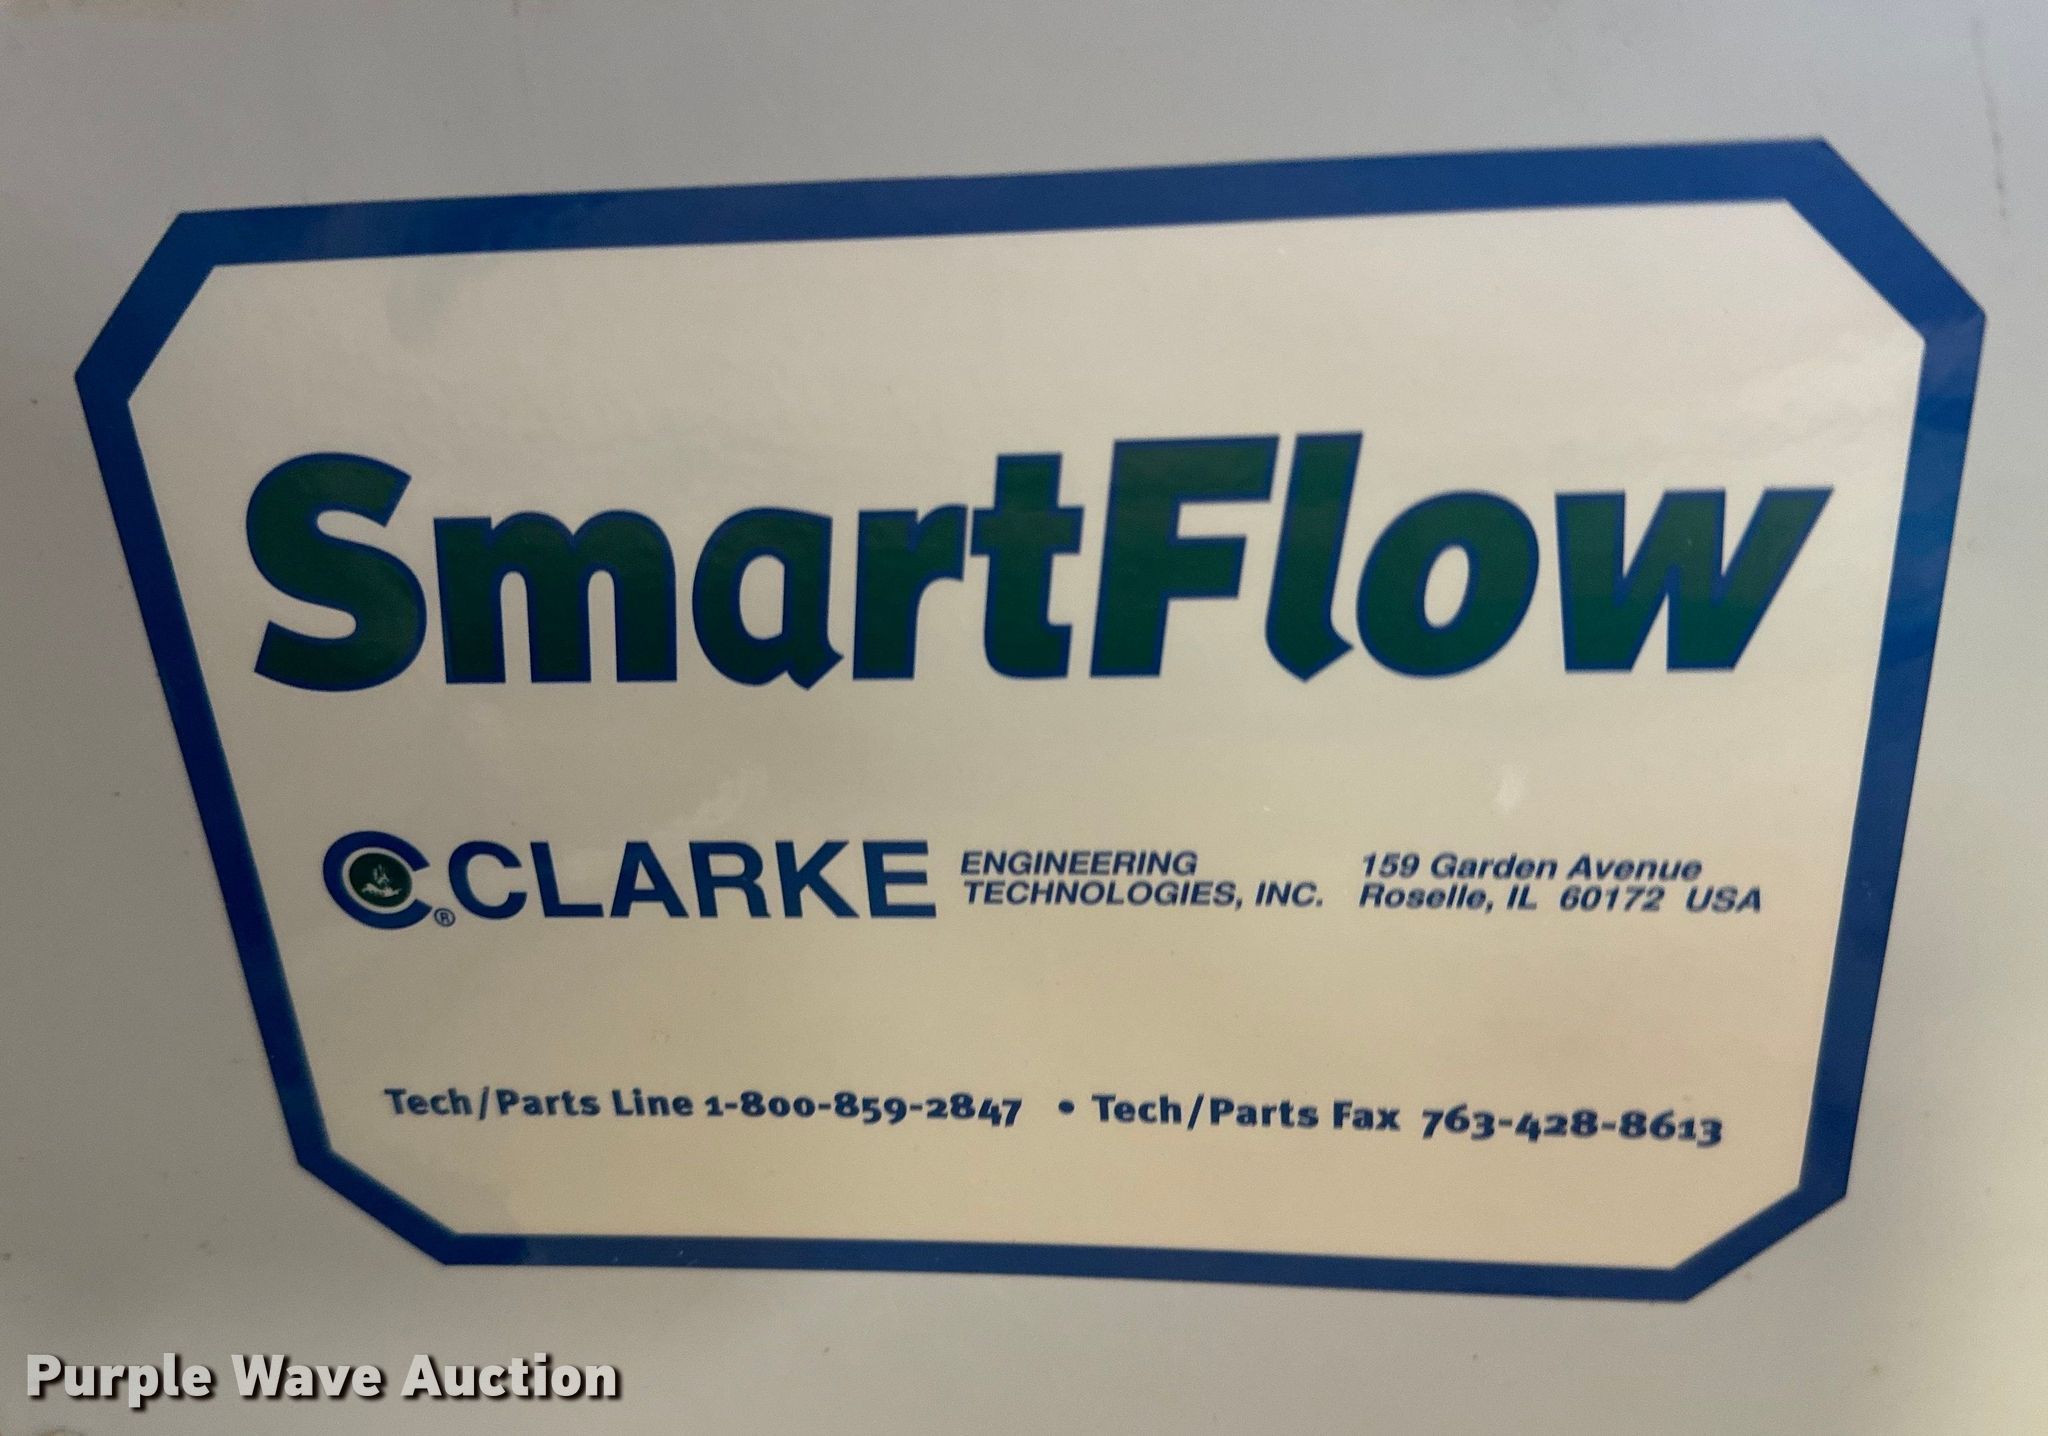 SmartFlow
® CLARKE ENGINEERING TECHNOLOGIES, INC.
159 Garden Avenue
Roselle, IL 60172 USA
Tech/Parts Line 1-800-859-2847 • Tech/Parts Fax 763-428-8613
Purple Wave Auction